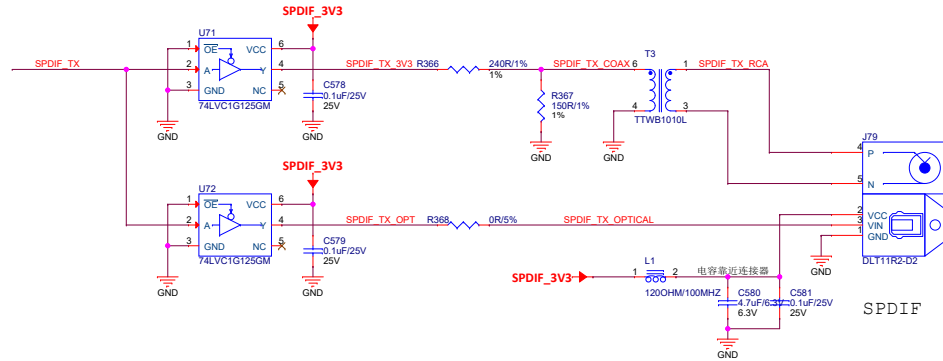 SPDIF_3V3
U71
1
OE
VCC
6
SPDIF_TX
2
A
Y
4
SPDIF_TX_3V3
R366
240R/1%
1%
SPDIF_TX_COAX
3
GND
NC
5
74LVC1G125GM
C578
0.1uF/25V
25V
GND
GND
R367
150R/1%
1%
GND
T3
6
1
4
3
TTWB1010L
SPDIF_TX_RCA
GND
SPDIF_3V3
U72
1
OE
VCC
6
2
A
Y
4
SPDIF_TX_OPT
R368
0R/5%
SPDIF_TX_OPTICAL
3
GND
NC
5
74LVC1G125GM
C579
0.1uF/25V
25V
GND
GND
J79
4
P
5
N
2
VCC
3
VIN
1
GND
DLT11R2-D2
GND
SPDIF_3V3
L1
1
2
120OHM/100MHZ
电容靠近连接器
C580
4.7uF/6.3V
6.3V
C581
0.1uF/25V
25V
GND
SPDIF